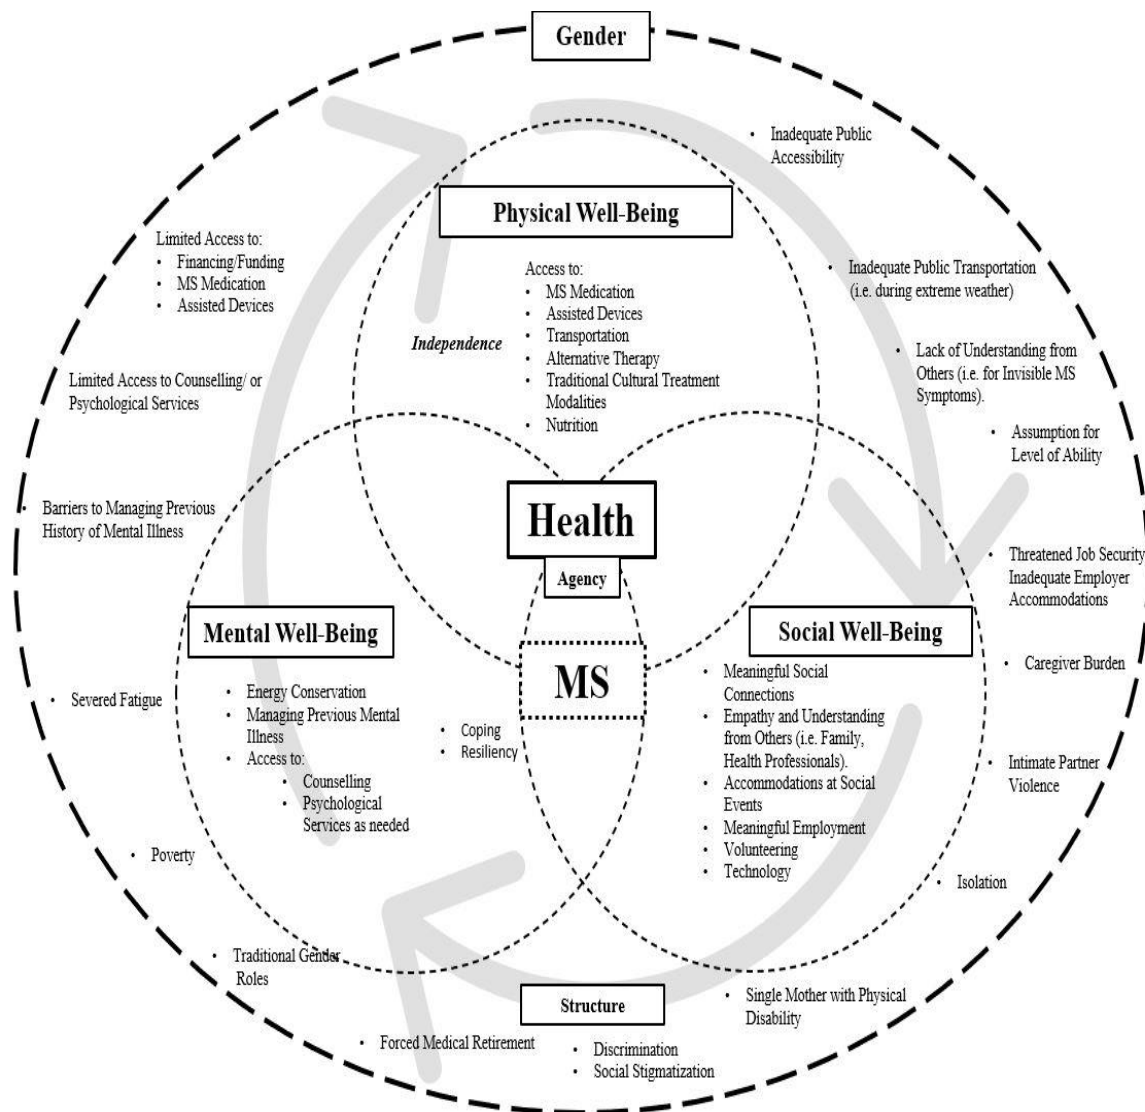 Gender
• Inadequate Public
Accessibility
Physical Well-Being
Limited Access to:
• Financing/Funding
• MS Medication
• Assisted Devices
Access to:
• MS Medication
• Assisted Devices
• Transportation
• Alternative Therapy
• Traditional Cultural Treatment
Modalities
• Nutrition
Independence
• Inadequate Public Transportation
(i.e. during extreme weather)
• Lack of Understanding from
Others (i.e. for Invisible MS
Symptoms).
Limited Access to Counselling/ or
Psychological Services
• Assumption for
Level of Ability
• Barriers to Managing Previous
History of Mental Illness
Health
Agency
• Threatened Job Security
Inadequate Employer
Accommodations
Mental Well-Being
MS
Social Well-Being
• Caregiver Burden
• Severed Fatigue
• Energy Conservation
• Managing Previous Mental
Illness
• Access to:
• Counselling
• Psychological
Services as needed
• Coping
• Resiliency
• Meaningful Social
Connections
• Empathy and Understanding
from Others (i.e. Family,
Health Professionals).
• Accommodations at Social
Events
• Meaningful Employment
• Volunteering
• Technology
• Intimate Partner
Violence
• Poverty
• Isolation
• Traditional Gender
Roles
Structure
• Single Mother with Physical
Disability
• Forced Medical Retirement
• Discrimination
• Social Stigmatization